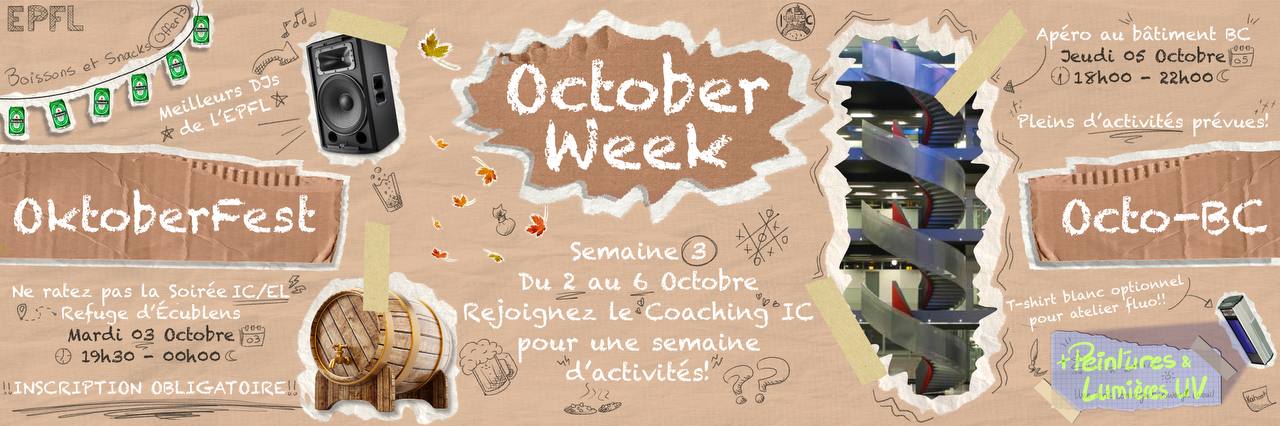 EPFL
Boissons et Snacks Offerts
Meilleurs DJs
de l'EPFL
OktoberFest
Ne ratez pas la Soirée IC/EL
Refuge d'Écublens
Mardi 03 Octobre
03
19h30 - 00h00
!!INSCRIPTION OBLIGATOIRE!!
October
Week
Semaine 3
Du 2 au 6 Octobre
Rejoignez le Coaching IC
pour une semaine
d'activités!
??
Apéro au bâtiment BC
Jeudi 05 Octobre
05
18h00 - 22h00
Pleins d'activités prévues!
Octo-BC
T-shirt blanc optionnel
pour atelier fluo!!
+ Peintures &
Lumières UV